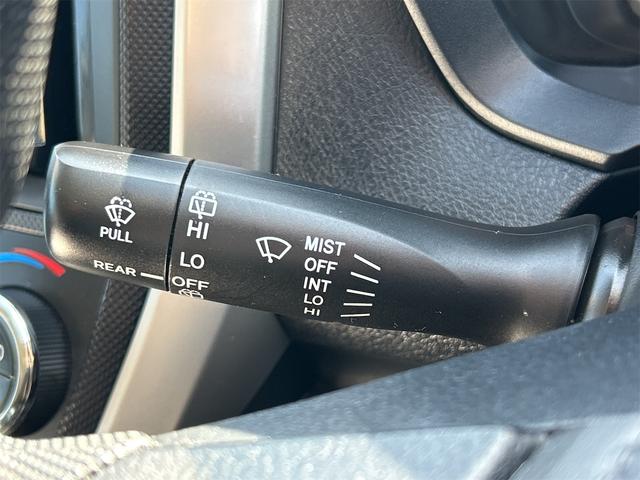 PULL
REAR
HI
LO
OFF
MIST
OFF
INT
LO
HI